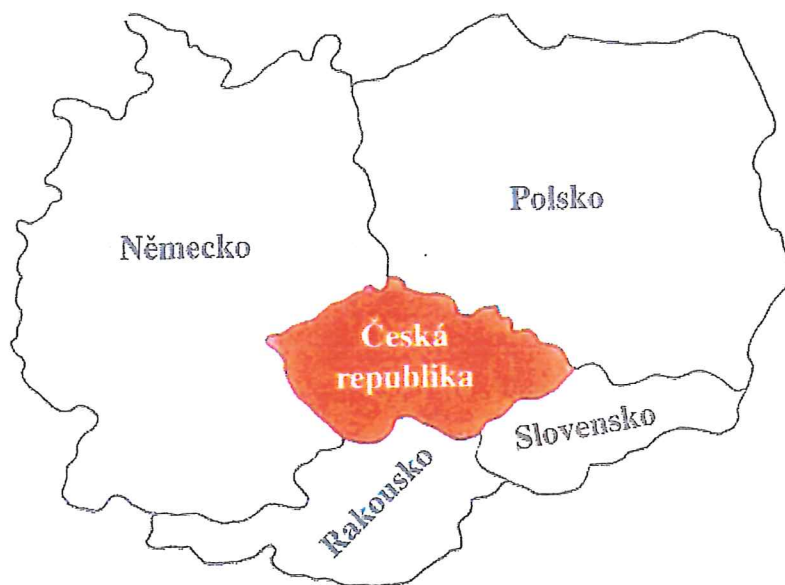 Polsko
Německo
Česká
republika
Slovensko
Rakousko